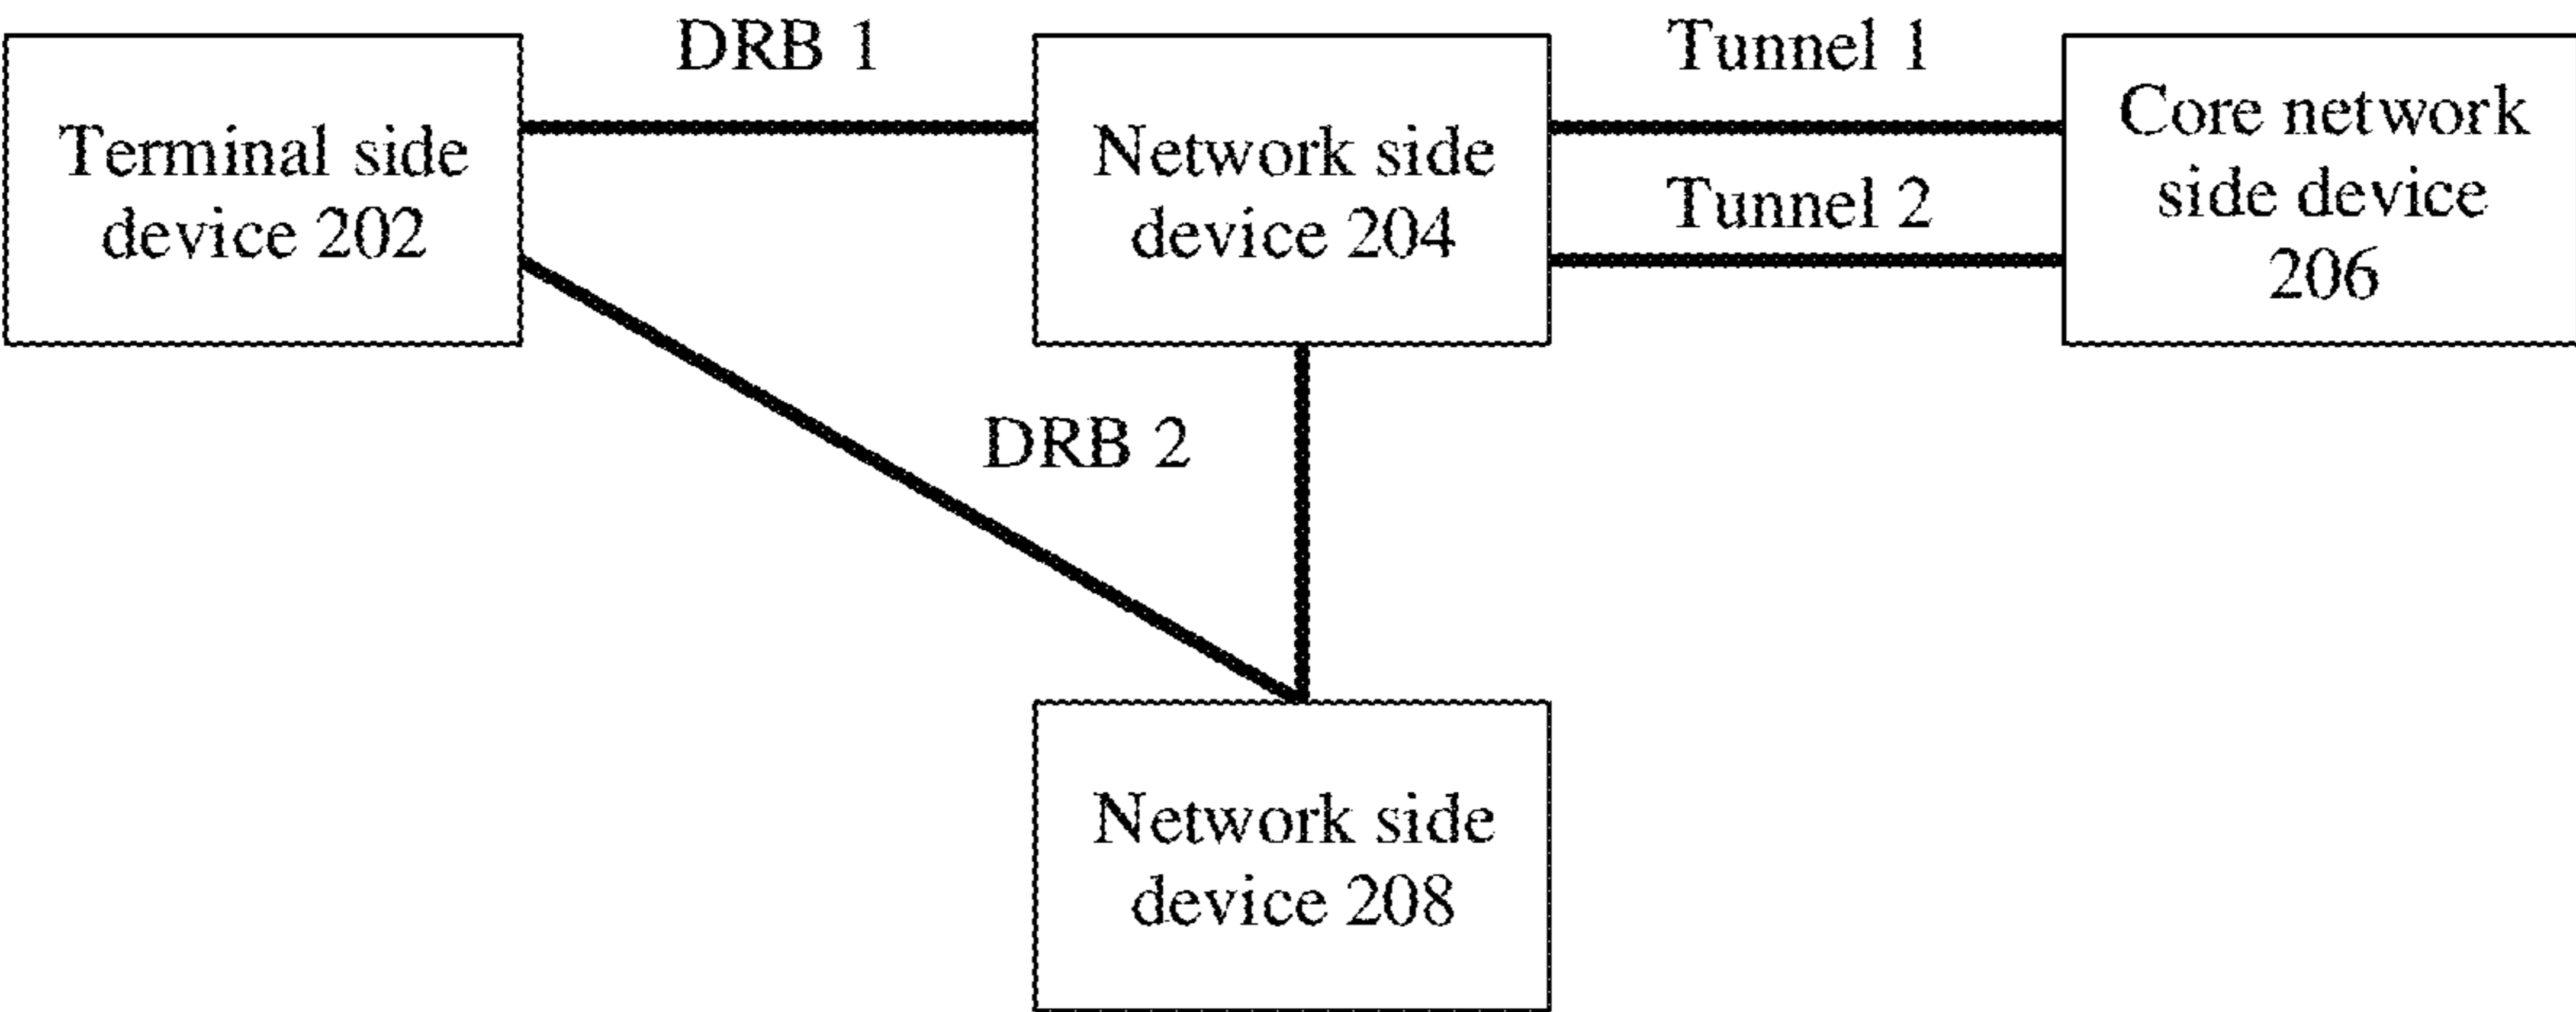 DRB 1
Tunnel 1
Terminal side
device 202
Network side
device 204
Tunnel 2
Core network
side device
206
DRB 2
Network side
device 208